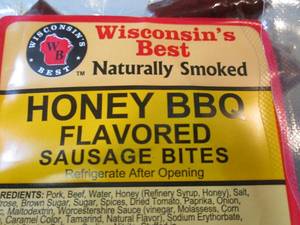 WISCONSIN'S
WB
BEST
TM
Wisconsin's
Best
Naturally Smoked
HONEY BBQ
FLAVORED
SAUSAGE BITES
Refrigerate After Opening
REDIENTS: Pork, Beef, Water, Honey (Refinery Syrup, Honey), Salt,
rose, Brown Sugar, Sugar, Spices, Dried Tomato, Paprika, Onion,
Maltodextrin, Worcestershire Sauce (vinegar, Molasses, Corn
Caramel Color, Tamarind, Natural Flavor), Sodium Erythorbate,